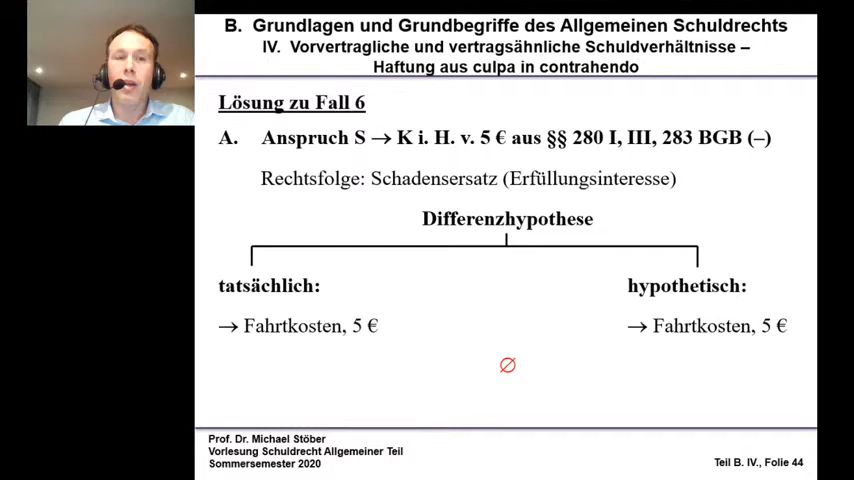 B. Grundlagen und Grundbegriffe des Allgemeinen Schuldrechts
IV. Vorvertragliche und vertragsähnliche Schuldverhältnisse –
Haftung aus culpa in contrahendo
Lösung zu Fall 6
A. Anspruch S → K i. H. v. 5 € aus §§ 280 I, III, 283 BGB (–)
Rechtsfolge: Schadensersatz (Erfüllungsinteresse)
Differenzhypothese
tatsächlich: hypothetisch:
→ Fahrtkosten, 5 € → Fahrtkosten, 5 €
∅
Prof. Dr. Michael Stöber
Vorlesung Schuldrecht Allgemeiner Teil
Sommersemester 2020
Teil B. IV., Folie 44